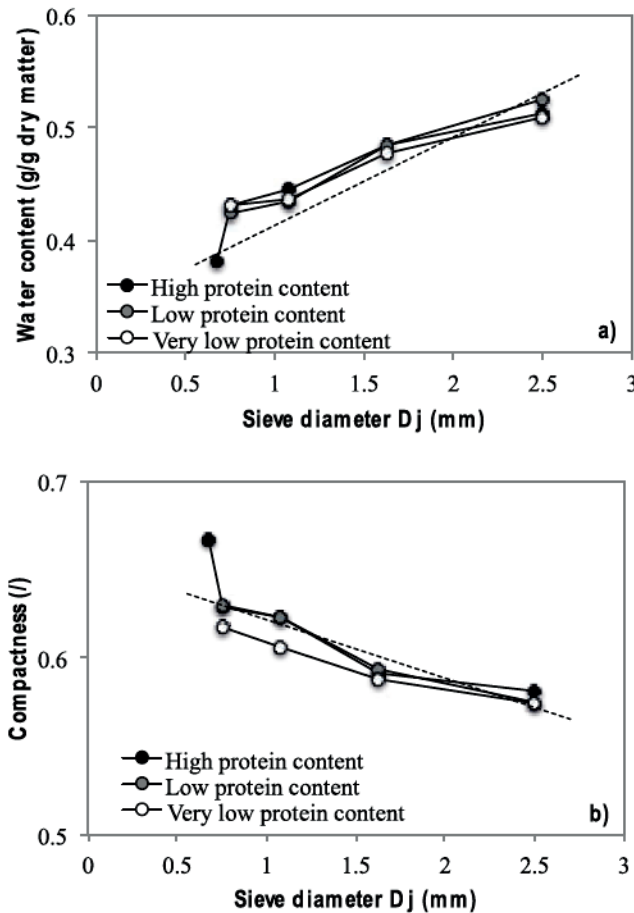 0.6
0.5
0.4
0.3
Water content (g/g dry matter)
High protein content
Low protein content
Very low protein content
a)
0 0.5 1 1.5 2 2.5 3
Sieve diameter Dj (mm)
0.7
0.6
0.5
Compactness (/)
High protein content
Low protein content
Very low protein content
b)
0 0.5 1 1.5 2 2.5 3
Sieve diameter Dj (mm)